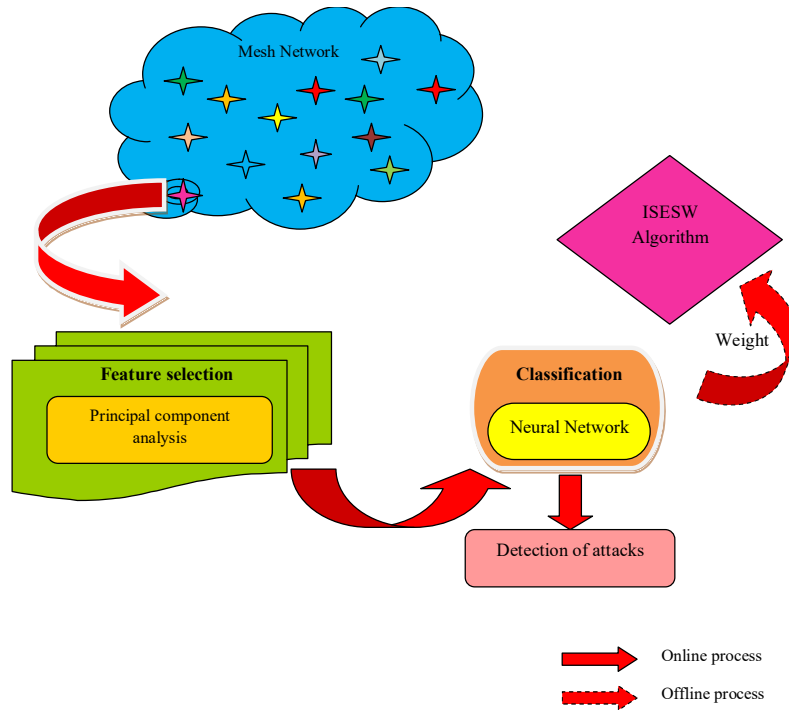 Mesh Network
ISESW
Algorithm
Weight
Feature selection
Principal component
analysis
Classification
Neural Network
Detection of attacks
Online process
Offline process